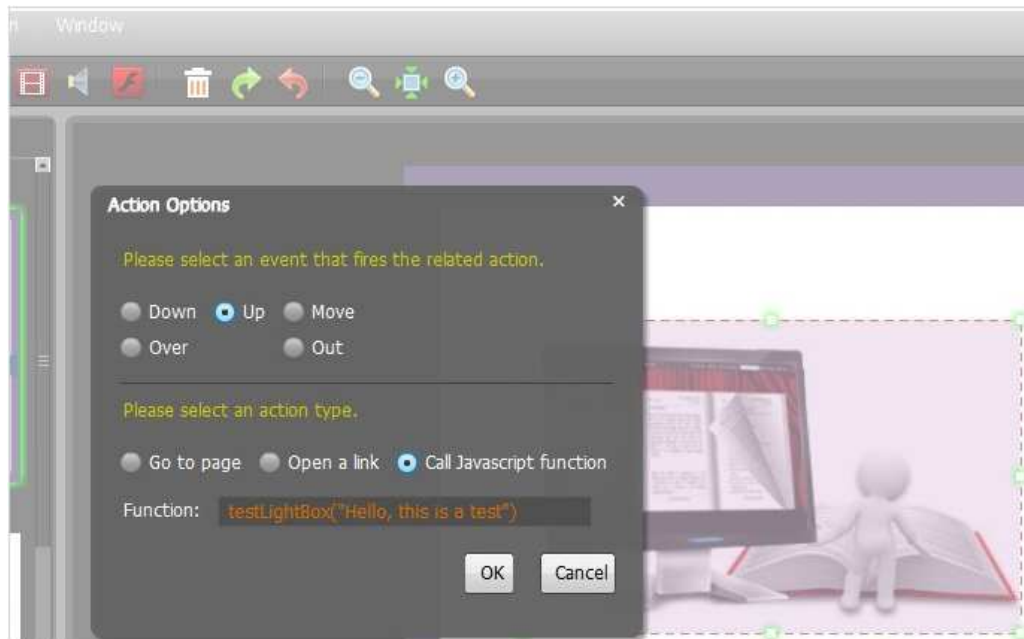 Window
Action Options
Please select an event that fires the related action.
Down Up Move
Over Out
Please select an action type.
Go to page Open a link Call Javascript function
Function: testLightBox("Hello, this is a test")
OK Cancel